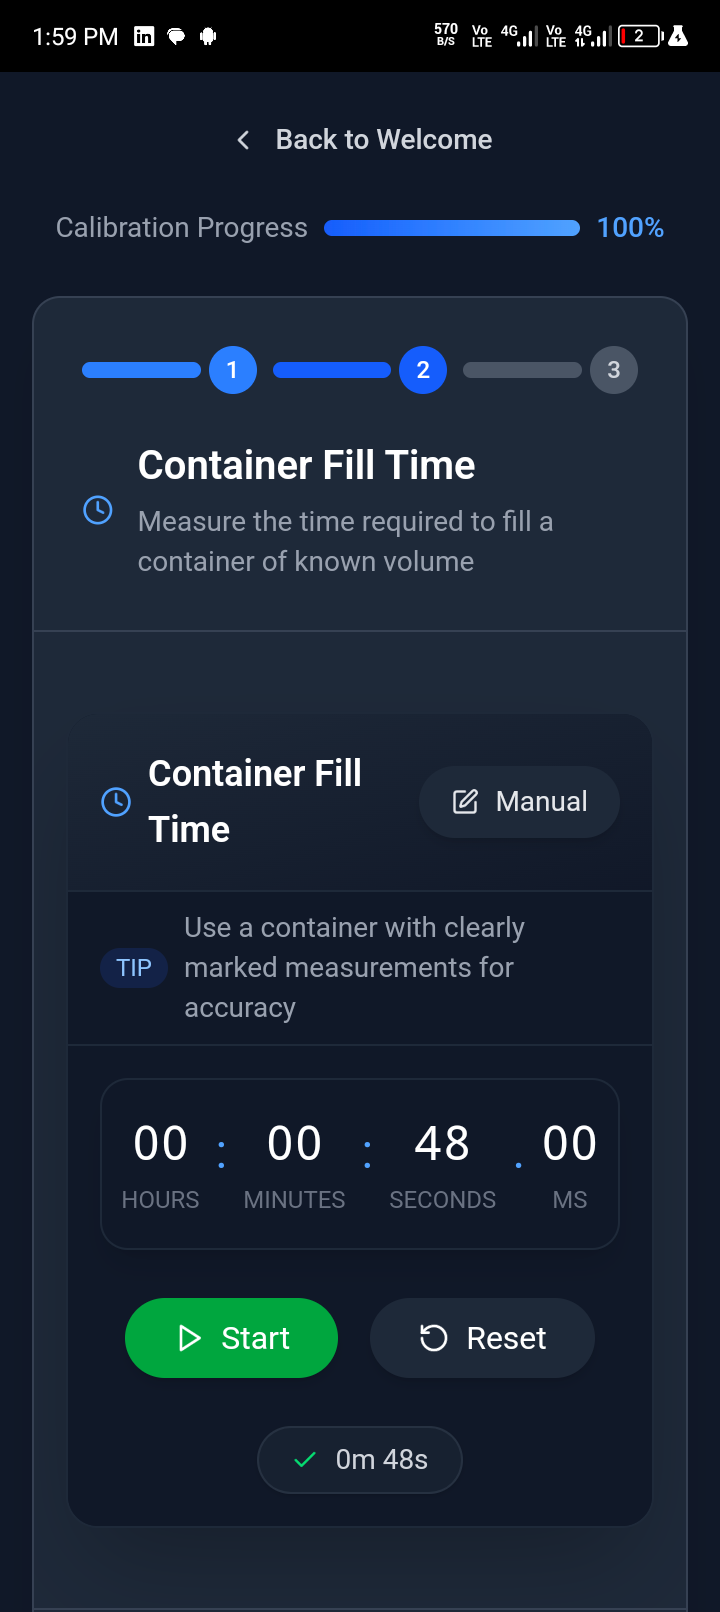 1:59 PM in 570 B/S Vo LTE 4G Vo LTE 4G 2
Back to Welcome
Calibration Progress 100%
1 2 3
Container Fill Time
Measure the time required to fill a
container of known volume
Container Fill
Time
Manual
TIP
Use a container with clearly
marked measurements for
accuracy
00 : 00 : 48 . 00
HOURS MINUTES SECONDS MS
Start Reset
0m 48s